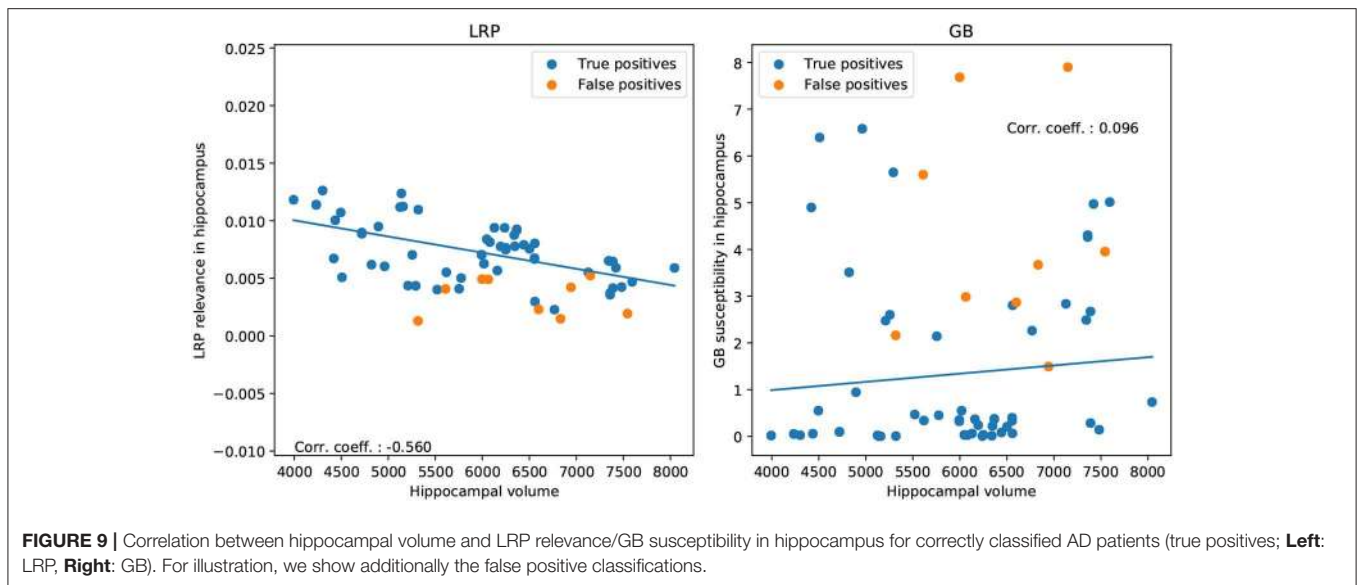 LRP
0.025
0.020
0.015
0.010
0.005
0.000
−0.005
−0.010
LRP relevance in hippocampus
True positives
False positives
Corr. coeff. : -0.560
4000 4500 5000 5500 6000 6500 7000 7500 8000
Hippocampal volume
GB
8
7
6
5
4
3
2
1
0
GB susceptibility in hippocampus
True positives
False positives
Corr. coeff. : 0.096
4000 4500 5000 5500 6000 6500 7000 7500 8000
Hippocampal volume
FIGURE 9 | Correlation between hippocampal volume and LRP relevance/GB susceptibility in hippocampus for correctly classified AD patients (true positives; Left:
LRP, Right: GB). For illustration, we show additionally the false positive classifications.